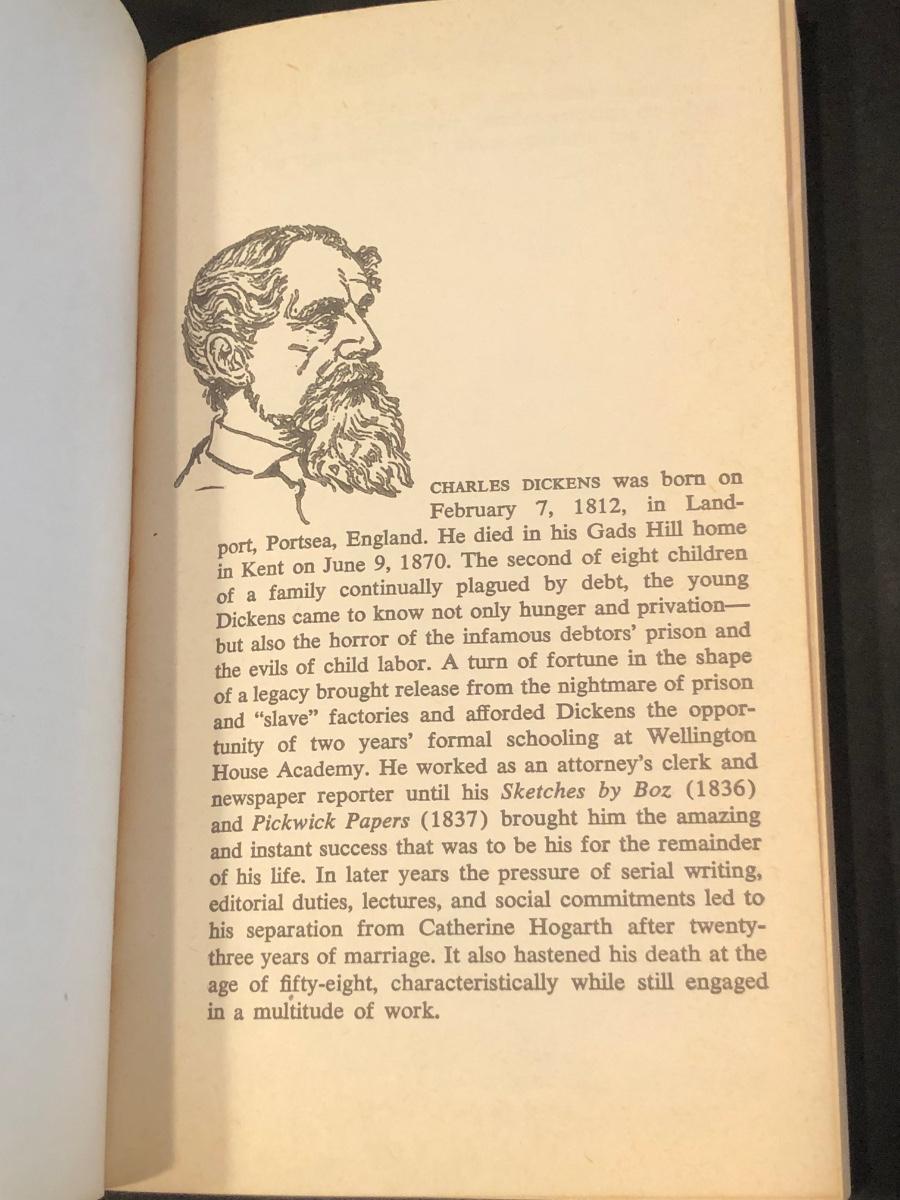 CHARLES DICKENS was born on
February 7, 1812, in Land-
port, Portsea, England. He died in his Gads Hill home
in Kent on June 9, 1870. The second of eight children
of a family continually plagued by debt, the young
Dickens came to know not only hunger and privation—
but also the horror of the infamous debtors’ prison and
the evils of child labor. A turn of fortune in the shape
of a legacy brought release from the nightmare of prison
and “slave” factories and afforded Dickens the oppor-
tunity of two years’ formal schooling at Wellington
House Academy. He worked as an attorney’s clerk and
newspaper reporter until his Sketches by Boz (1836)
and Pickwick Papers (1837) brought him the amazing
and instant success that was to be his for the remainder
of his life. In later years the pressure of serial writing,
editorial duties, lectures, and social commitments led to
his separation from Catherine Hogarth after twenty-
three years of marriage. It also hastened his death at the
age of fifty-eight, characteristically while still engaged
in a multitude of work.